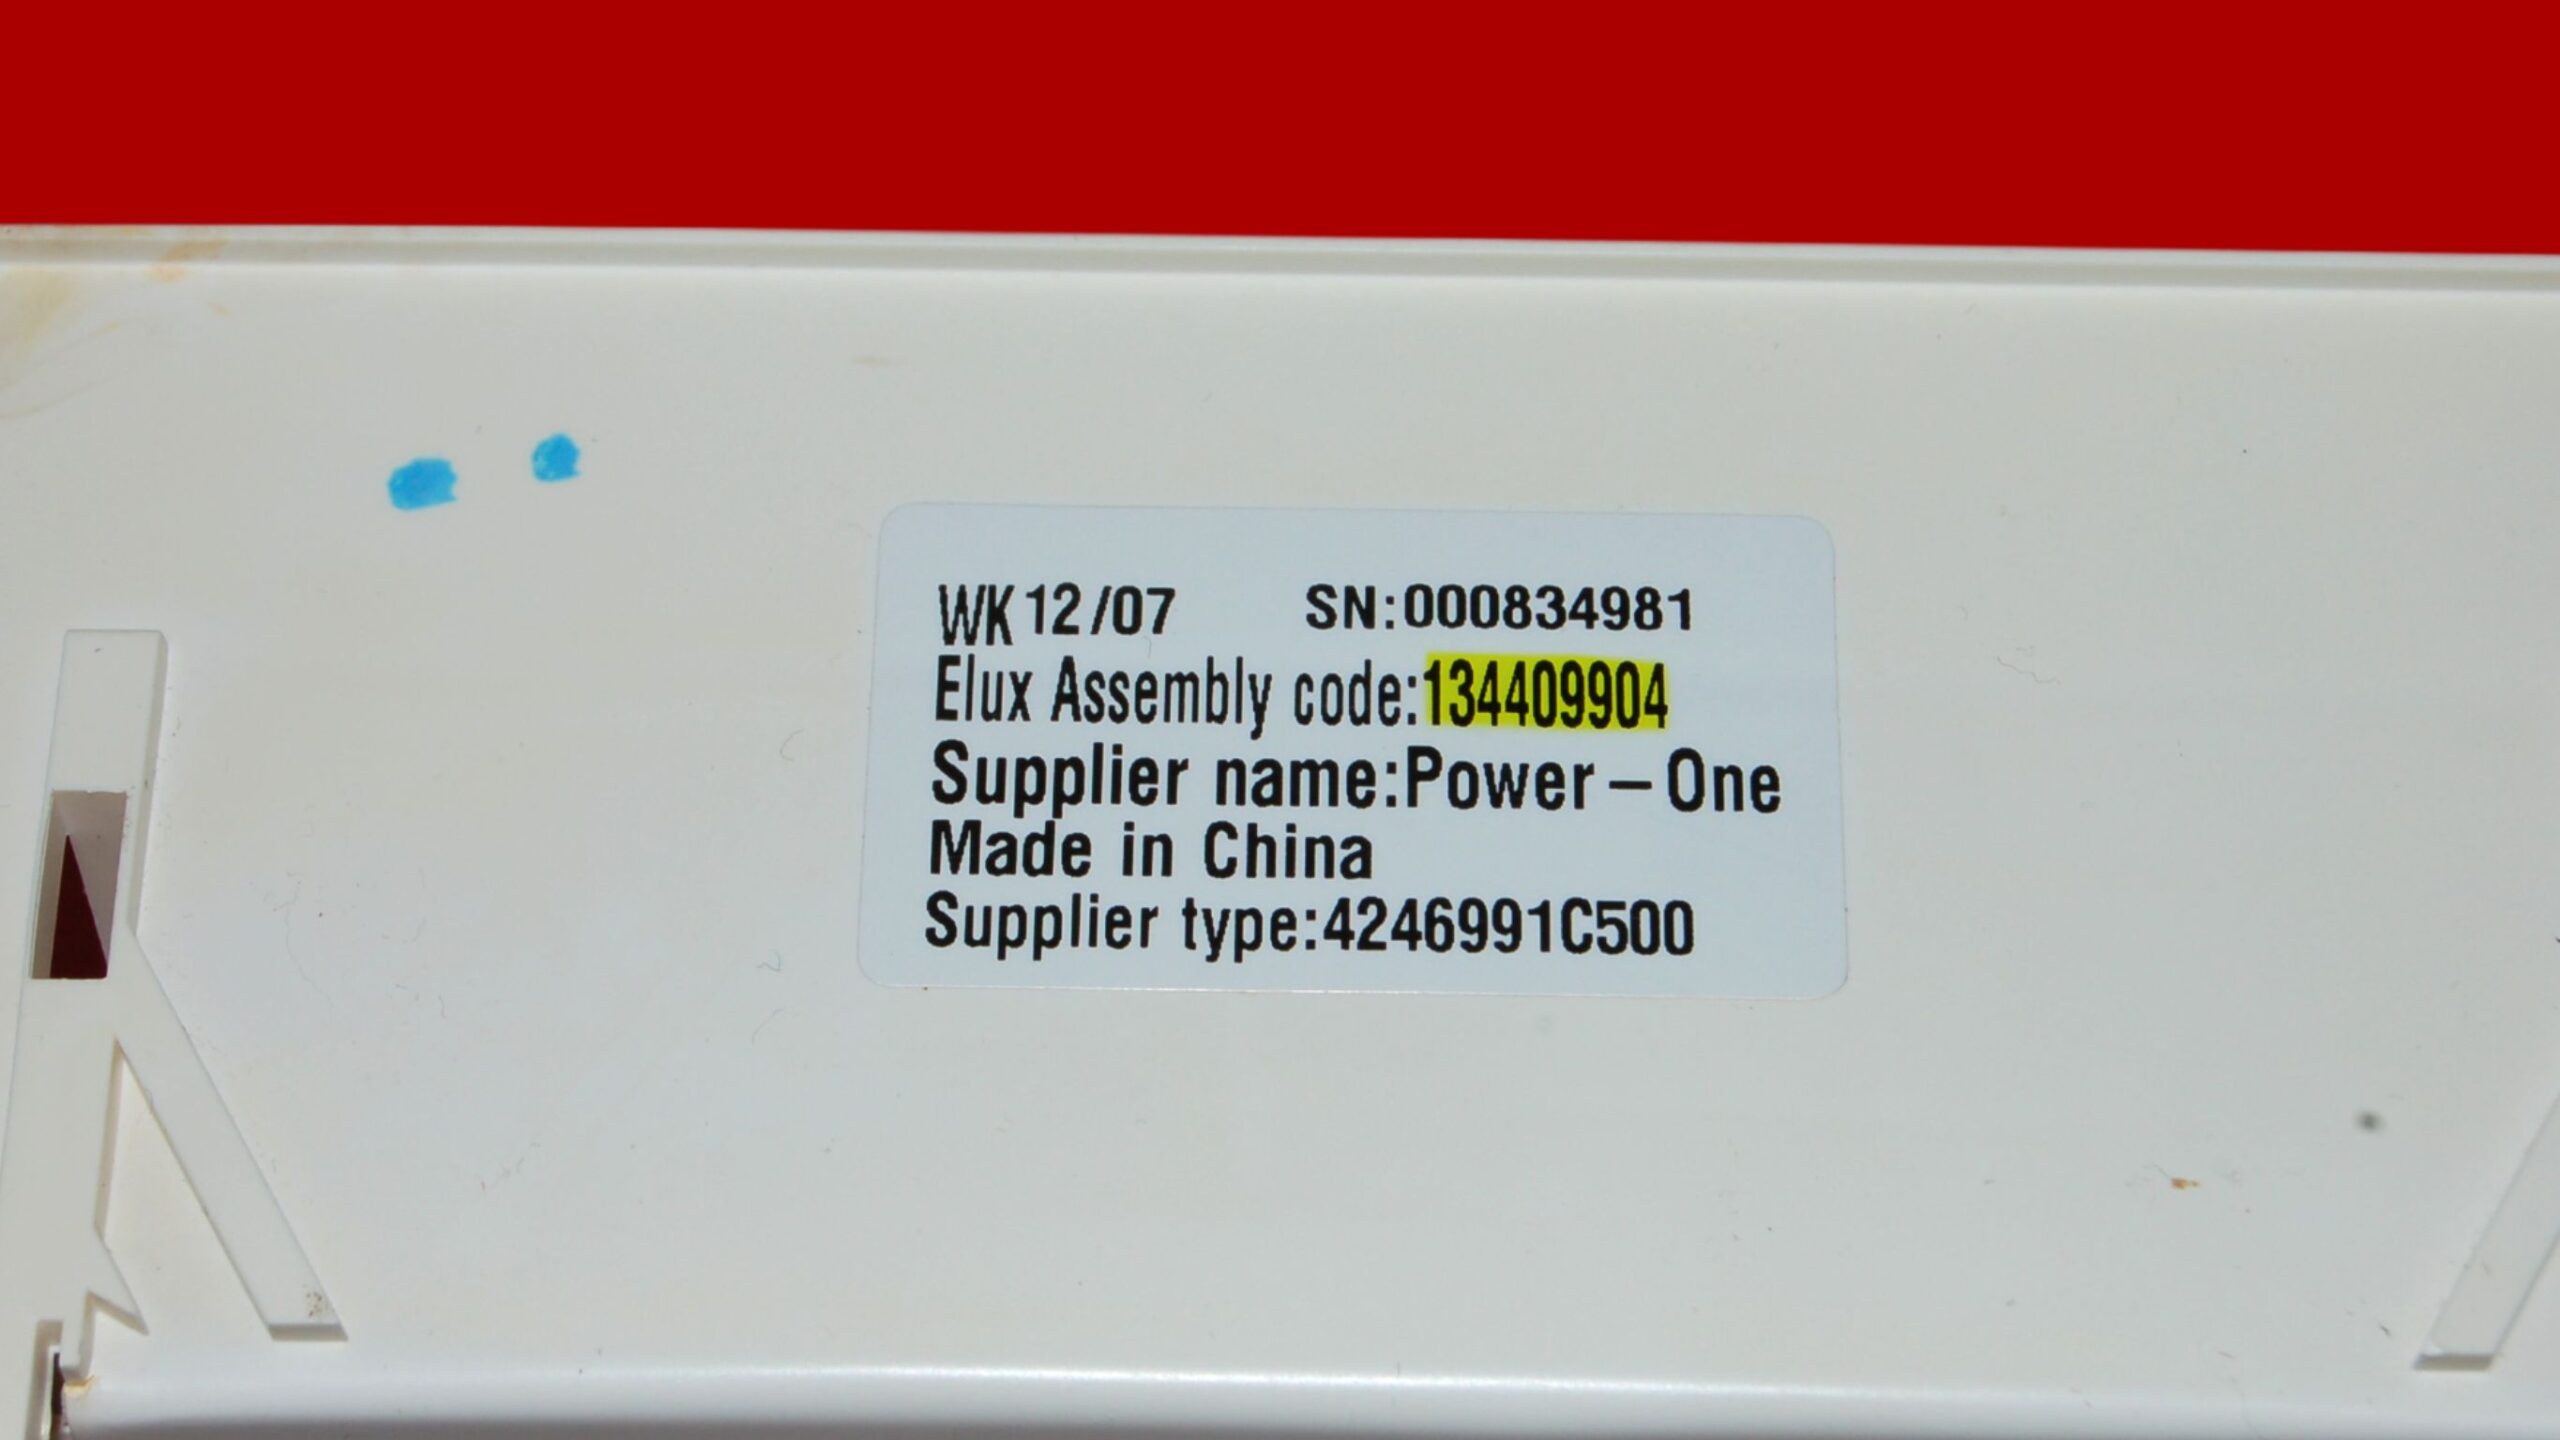 WK 12/07 SN:000834981
Elux Assembly code:134409904
Supplier name:Power-One
Made in China
Supplier type:4246991C500